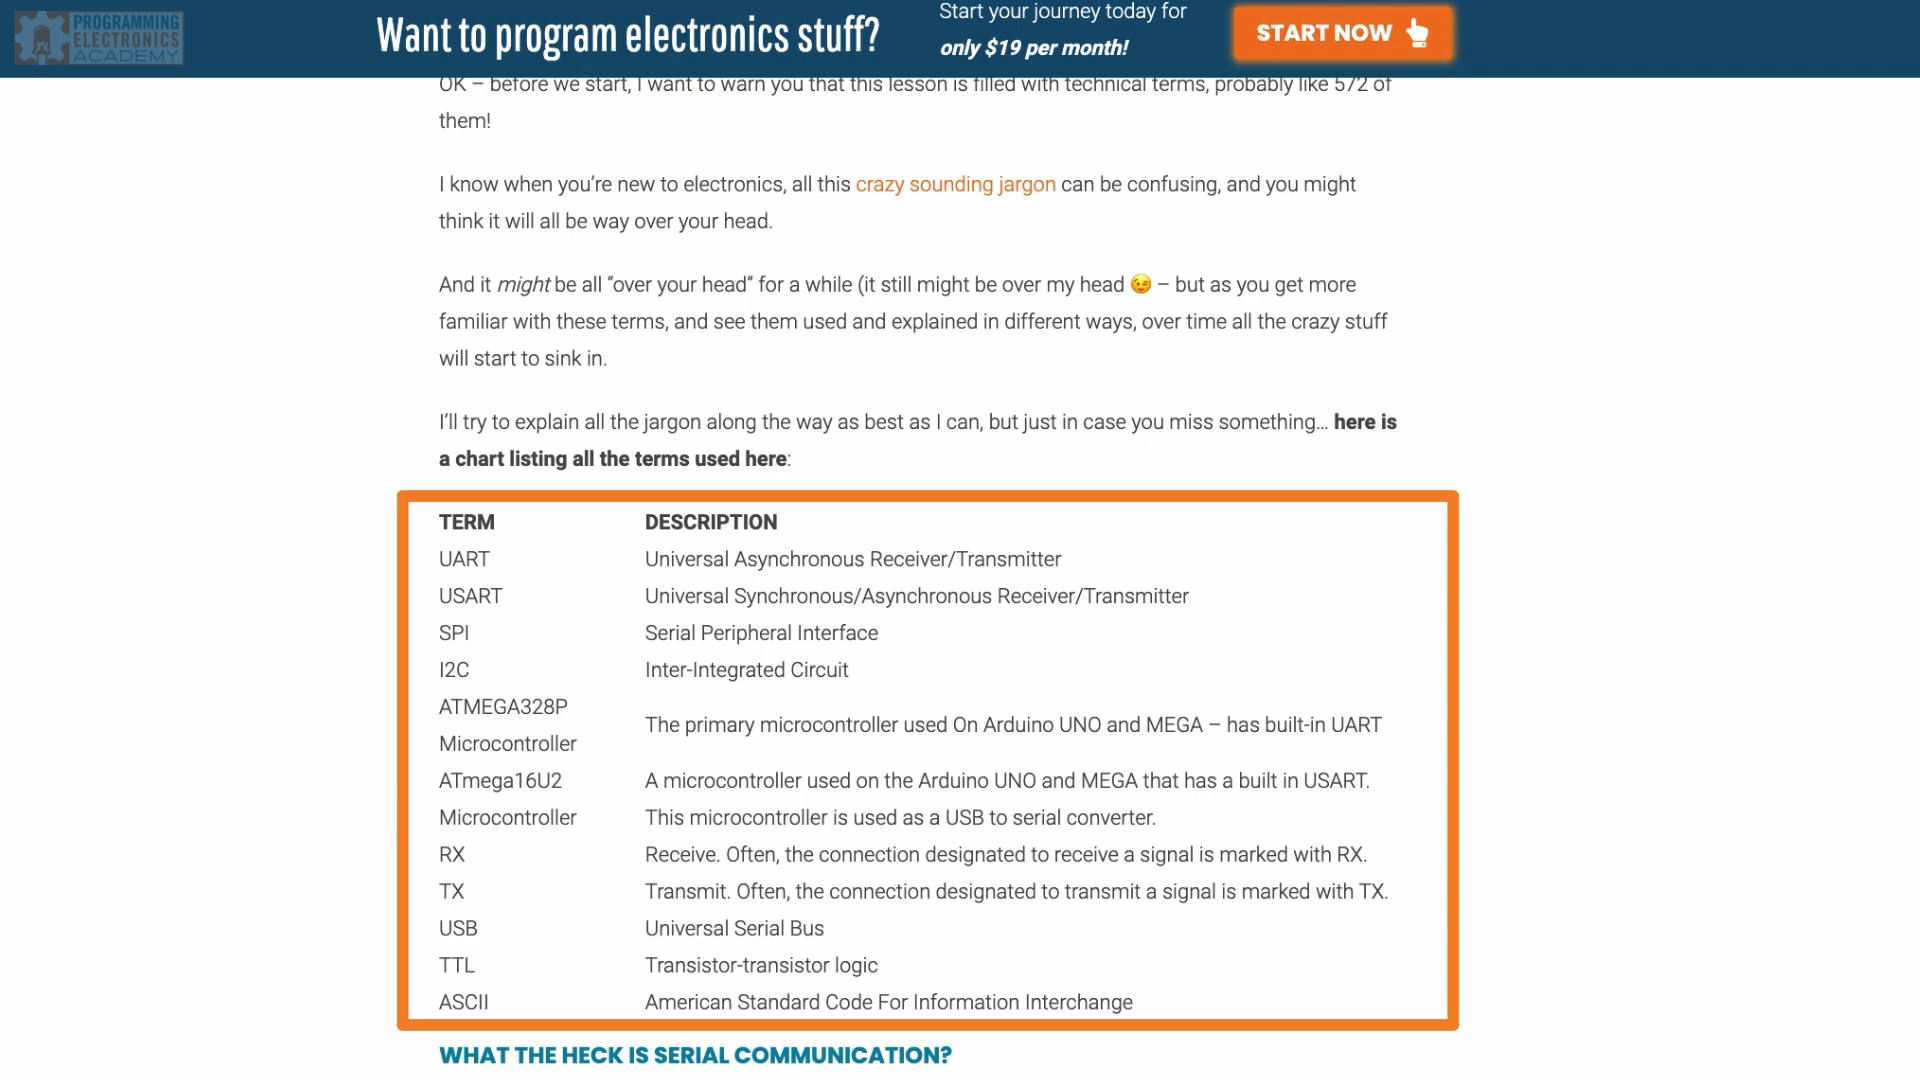 PROGRAMMING
ELECTRONICS
ACADEMY
Want to program electronics stuff?
Start your journey today for
only $19 per month!
START NOW
OK – before we start, I want to warn you that this lesson is filled with technical terms, probably like 572 of
them!
I know when you’re new to electronics, all this crazy sounding jargon can be confusing, and you might
think it will all be way over your head.
And it might be all “over your head” for a while (it still might be over my head 😉 – but as you get more
familiar with these terms, and see them used and explained in different ways, over time all the crazy stuff
will start to sink in.
I’ll try to explain all the jargon along the way as best as I can, but just in case you miss something… here is
a chart listing all the terms used here:
TERM DESCRIPTION
UART Universal Asynchronous Receiver/Transmitter
USART Universal Synchronous/Asynchronous Receiver/Transmitter
SPI Serial Peripheral Interface
I2C Inter-Integrated Circuit
ATMEGA328P
Microcontroller
The primary microcontroller used On Arduino UNO and MEGA – has built-in UART
ATmega16U2 A microcontroller used on the Arduino UNO and MEGA that has a built in USART.
Microcontroller This microcontroller is used as a USB to serial converter.
RX Receive. Often, the connection designated to receive a signal is marked with RX.
TX Transmit. Often, the connection designated to transmit a signal is marked with TX.
USB Universal Serial Bus
TTL Transistor-transistor logic
ASCII American Standard Code For Information Interchange
WHAT THE HECK IS SERIAL COMMUNICATION?